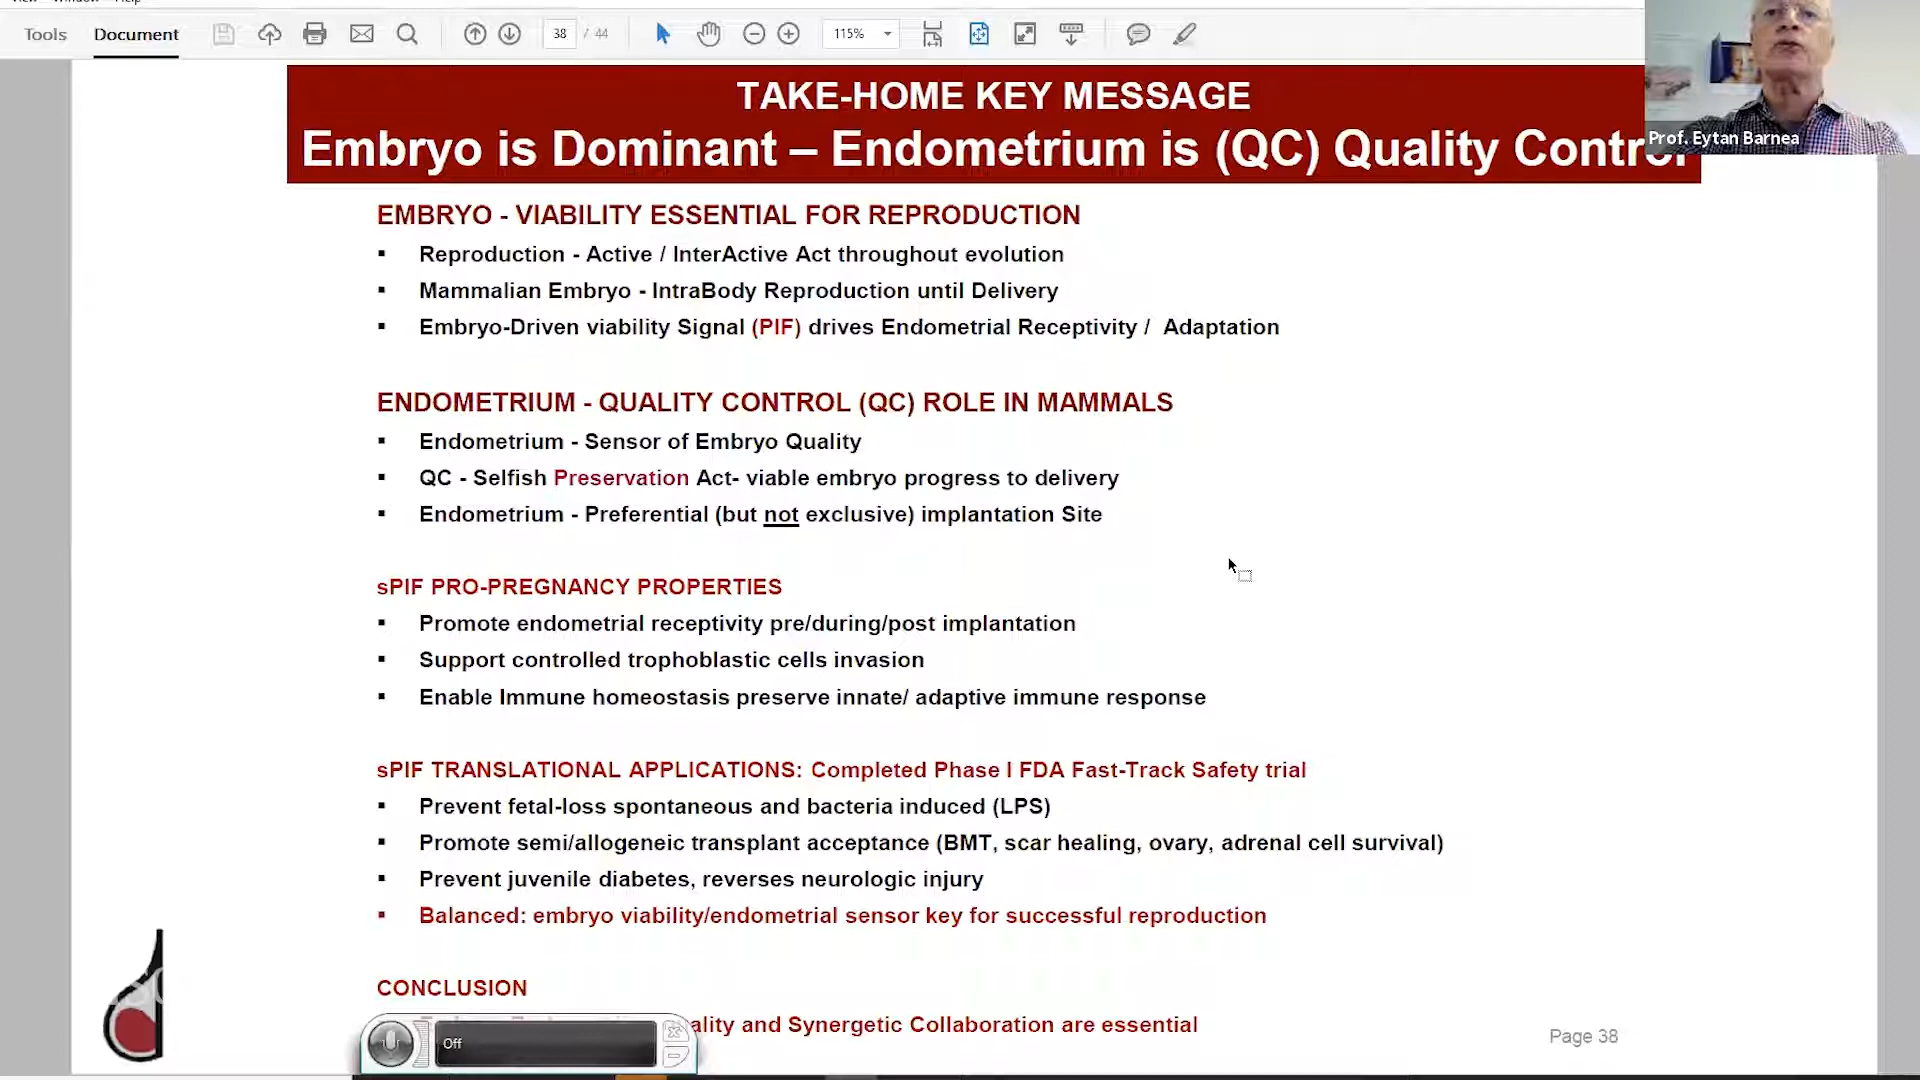 Tools Document 38 / 44 115%
TAKE-HOME KEY MESSAGE
Embryo is Dominant – Endometrium is (QC) Quality Control
Prof. Eytan Barnea
EMBRYO - VIABILITY ESSENTIAL FOR REPRODUCTION
▪ Reproduction - Active / InterActive Act throughout evolution
▪ Mammalian Embryo - IntraBody Reproduction until Delivery
▪ Embryo-Driven viability Signal (PIF) drives Endometrial Receptivity / Adaptation
ENDOMETRIUM - QUALITY CONTROL (QC) ROLE IN MAMMALS
▪ Endometrium - Sensor of Embryo Quality
▪ QC - Selfish Preservation Act- viable embryo progress to delivery
▪ Endometrium - Preferential (but not exclusive) implantation Site
sPIF PRO-PREGNANCY PROPERTIES
▪ Promote endometrial receptivity pre/during/post implantation
▪ Support controlled trophoblastic cells invasion
▪ Enable Immune homeostasis preserve innate/ adaptive immune response
sPIF TRANSLATIONAL APPLICATIONS: Completed Phase I FDA Fast-Track Safety trial
▪ Prevent fetal-loss spontaneous and bacteria induced (LPS)
▪ Promote semi/allogeneic transplant acceptance (BMT, scar healing, ovary, adrenal cell survival)
▪ Prevent juvenile diabetes, reverses neurologic injury
▪ Balanced: embryo viability/endometrial sensor key for successful reproduction
CONCLUSION
ality and Synergetic Collaboration are essential
Off
Page 38